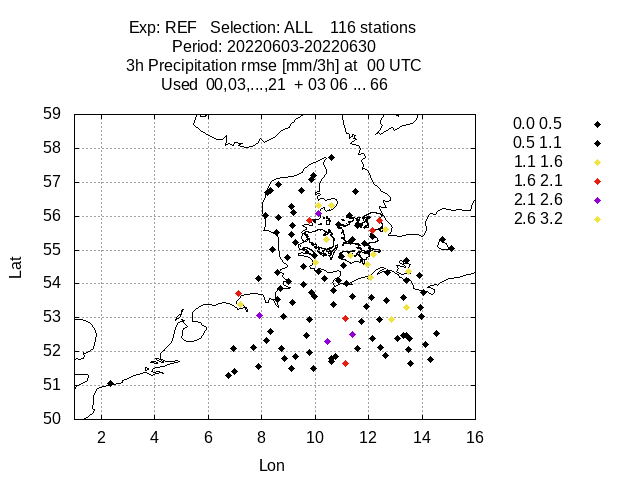 Exp: REF   Selection: ALL    116 stations
Period: 20220603-20220630
3h Precipitation rmse [mm/3h] at  00 UTC
Used  00,03,...,21  + 03 06 ... 66
59
58
57
56
55
54
53
52
51
50
Lat
2 4 6 8 10 12 14 16
Lon
0.0 0.5
0.5 1.1
1.1 1.6
1.6 2.1
2.1 2.6
2.6 3.2